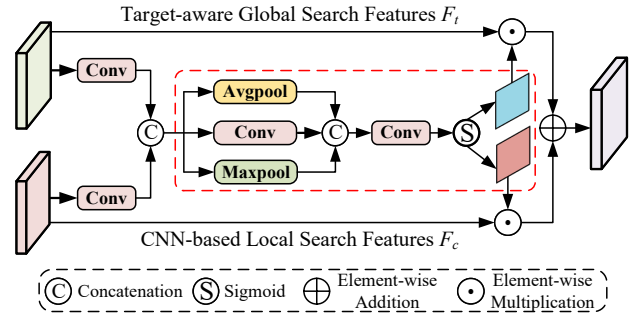 Target-aware Global Search Features F_t
Conv
Avgpool
C
Conv
C
Conv
S
Maxpool
Conv
CNN-based Local Search Features F_c
C Concatenation
S Sigmoid
Element-wise
Addition
Element-wise
Multiplication